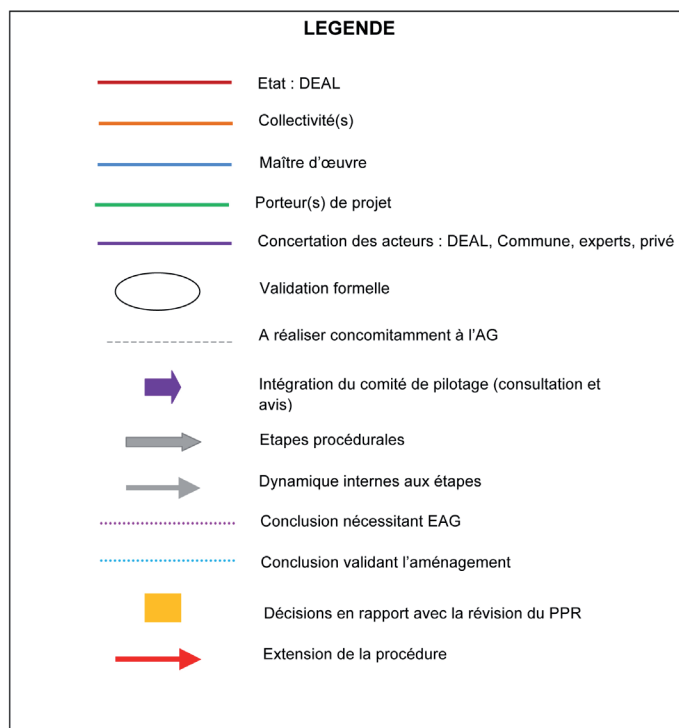 LEGENDE
Etat : DEAL
Collectivité(s)
Maître d'œuvre
Porteur(s) de projet
Concertation des acteurs : DEAL, Commune, experts, privé
Validation formelle
A réaliser concomitamment à l'AG
Intégration du comité de pilotage (consultation et
avis)
Etapes procédurales
Dynamique internes aux étapes
Conclusion nécessitant EAG
Conclusion validant l'aménagement
Décisions en rapport avec la révision du PPR
Extension de la procédure